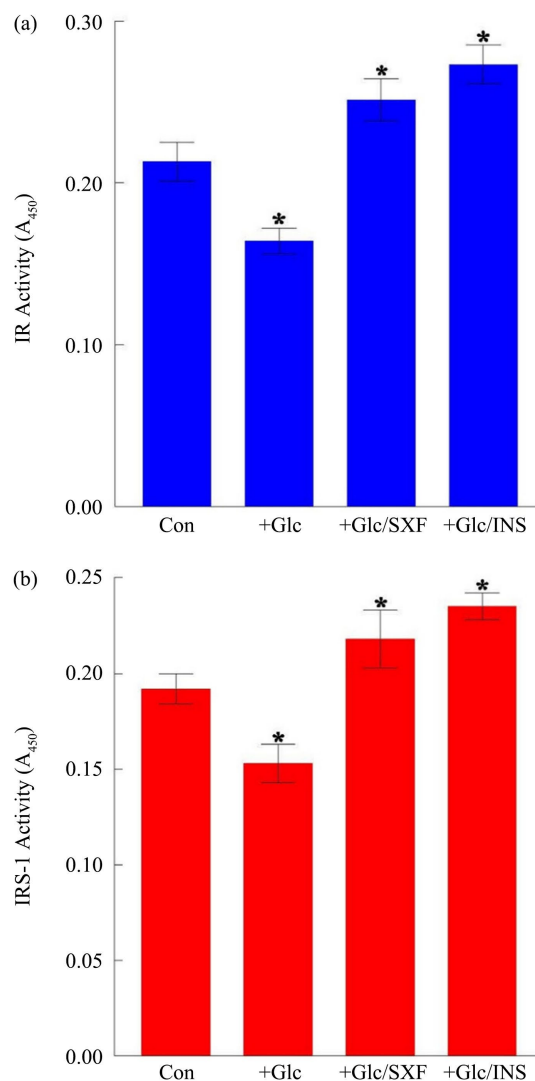 (a)
IR Activity (A450)
0.30
0.20
0.10
0.00
*
*
*
Con +Glc +Glc/SXF +Glc/INS
(b)
IRS-1 Activity (A450)
0.25
0.20
0.15
0.10
0.05
0.00
*
*
*
Con +Glc +Glc/SXF +Glc/INS